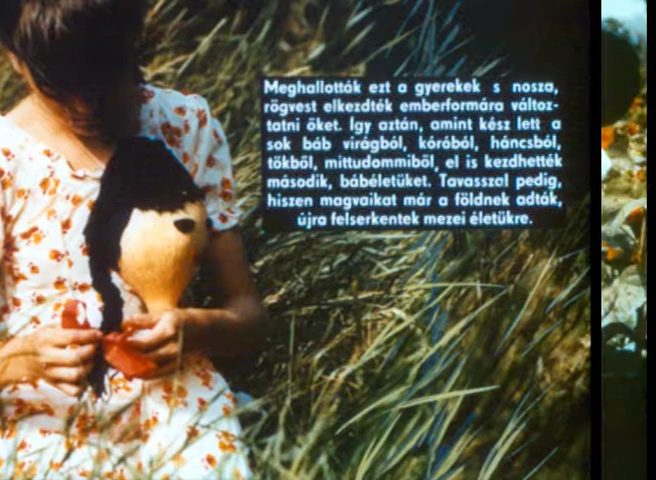 Meghallották ezt a gyerekek s nosza,
rögvest elkezdték emberformára változ-
tatni őket. Így aztán, amint kész lett a
sok báb virágból, kóróból, háncsból,
tökből, mittudommiből, el is kezdhették
második, bábéletüket. Tavasszal pedig,
hiszen magvaikat már a földnek adták,
újra felserkentek mezei életükre.